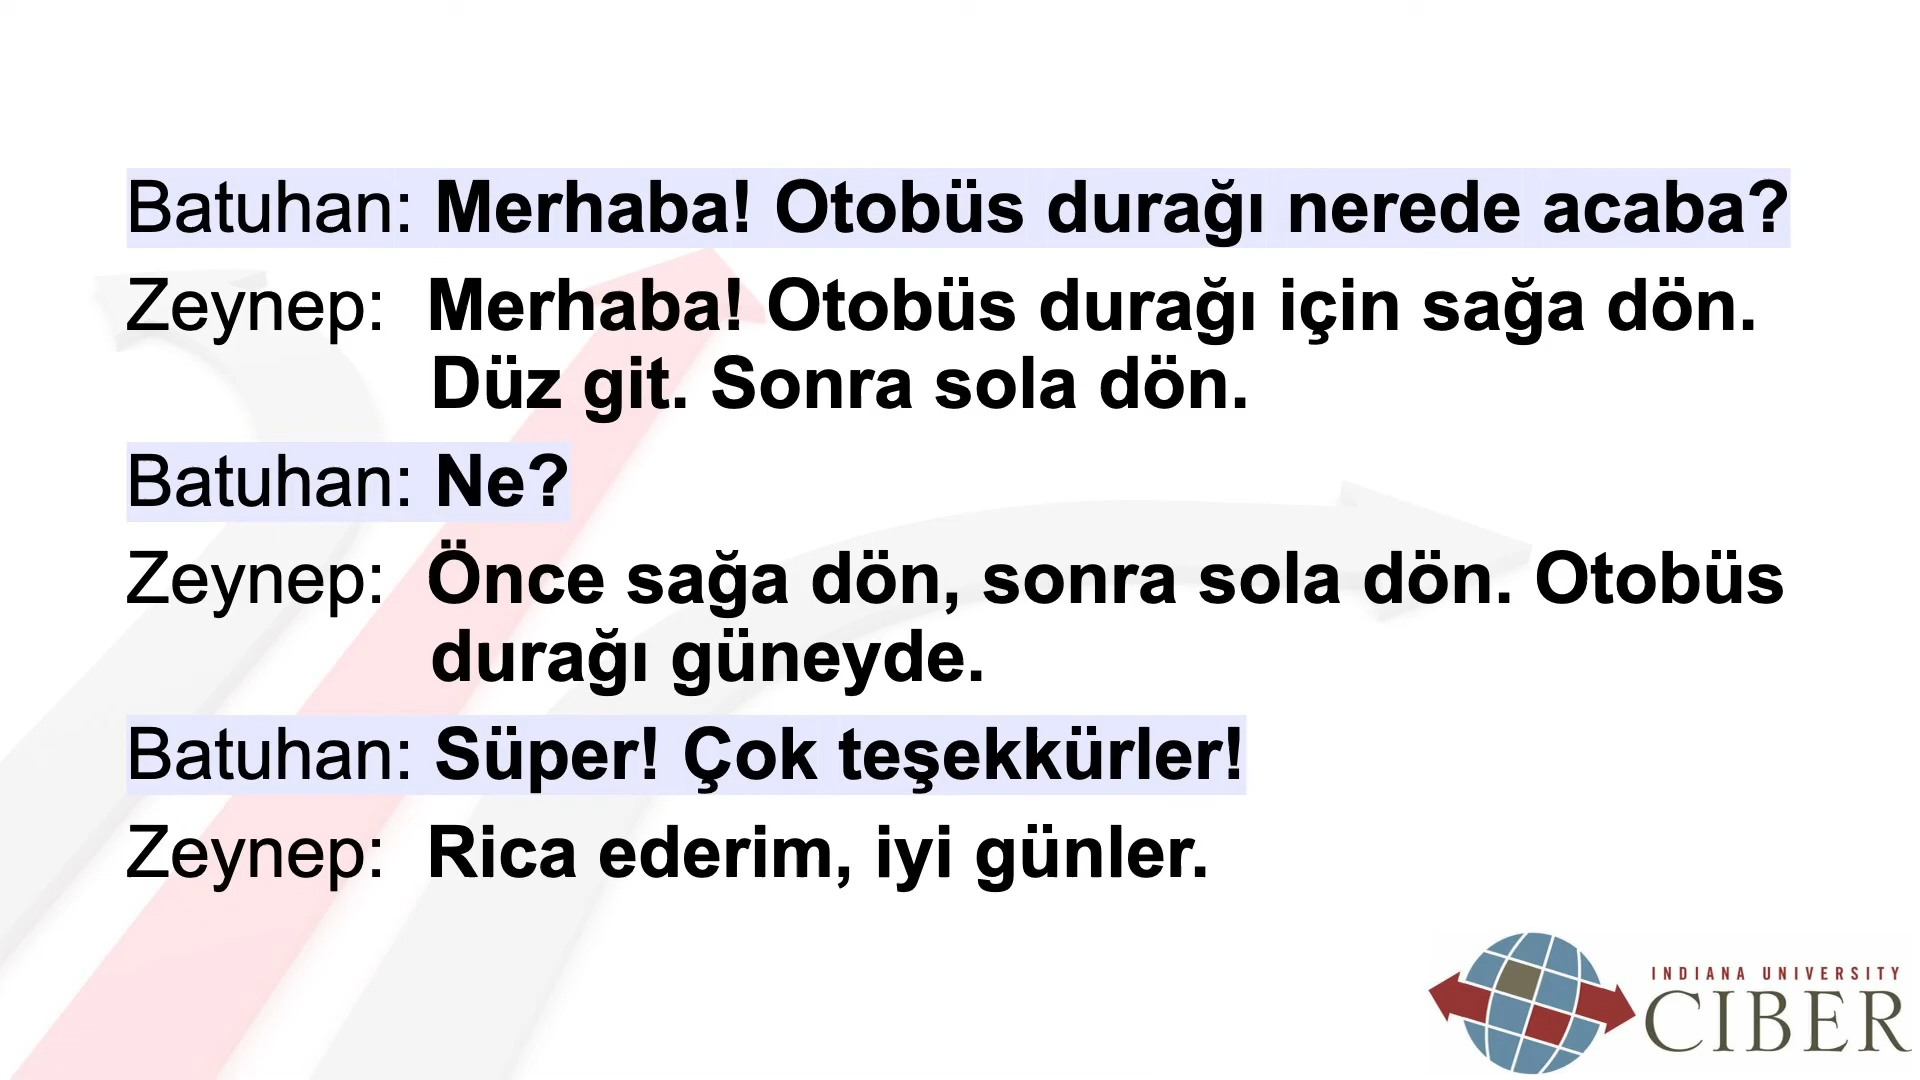 Batuhan: Merhaba! Otobüs durağı nerede acaba?
Zeynep: Merhaba! Otobüs durağı için sağa dön.
Düz git. Sonra sola dön.
Batuhan: Ne?
Zeynep: Önce sağa dön, sonra sola dön. Otobüs
durağı güneyde.
Batuhan: Süper! Çok teşekkürler!
Zeynep: Rica ederim, iyi günler.
INDIANA UNIVERSITY
CIBER